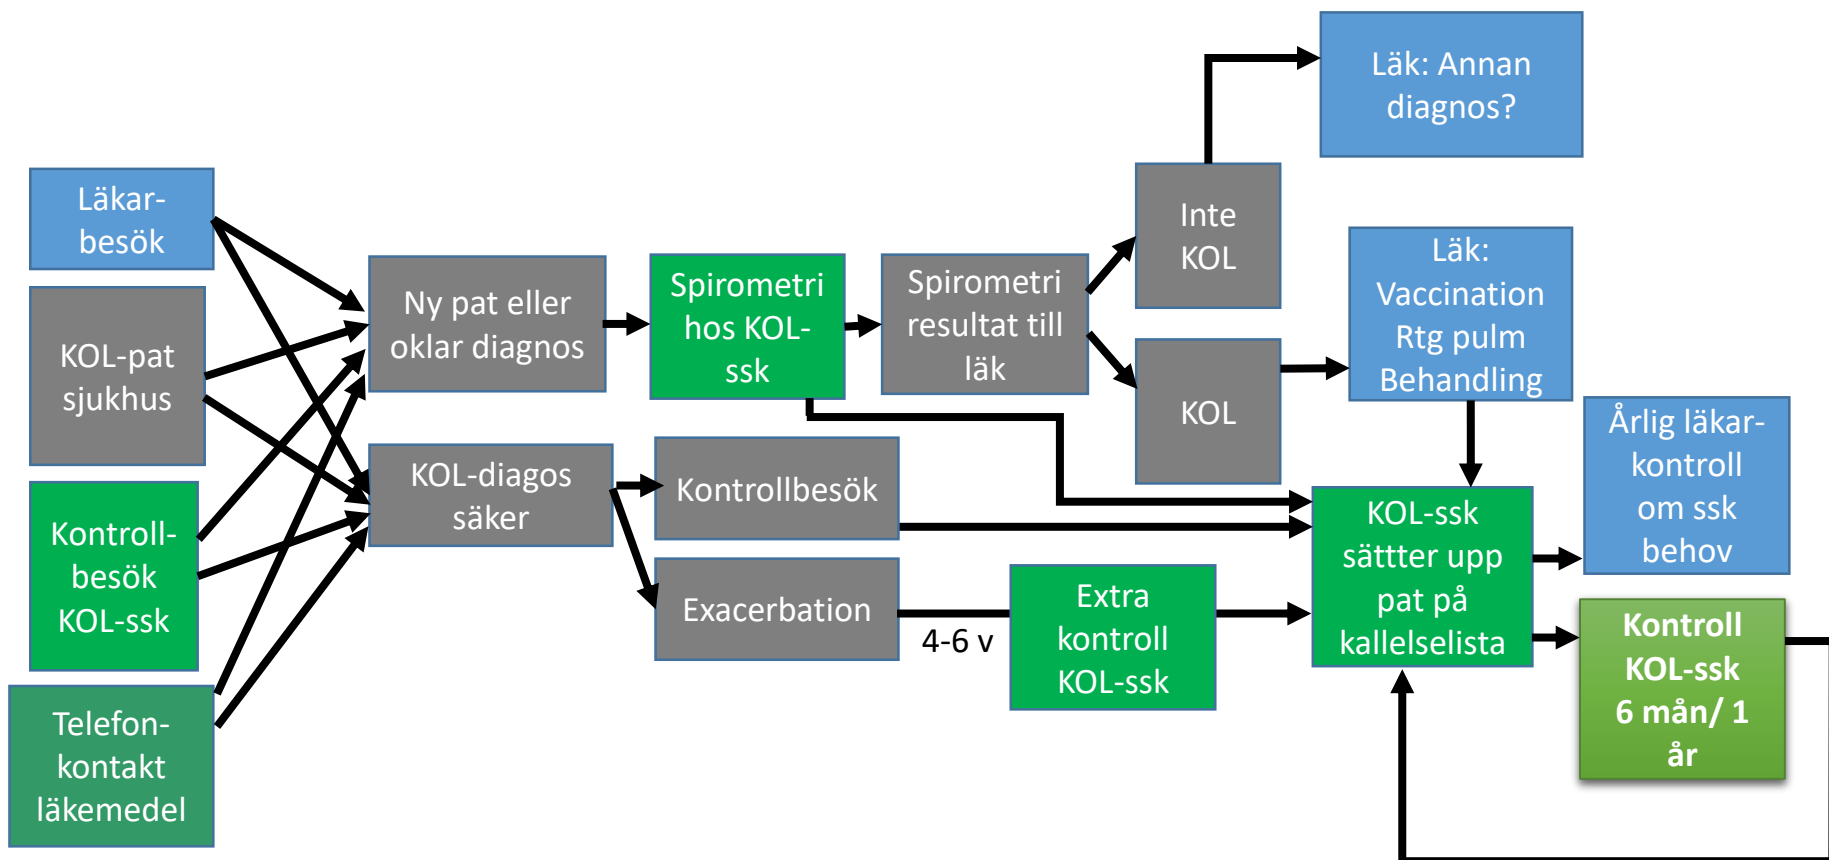 Läkar-
besök
KOL-pat
sjukhus
Kontroll-
besök
KOL-ssk
Telefon-
kontakt
läkemedel
Ny pat eller
oklar diagnos
KOL-diagos
säker
Spirometri
hos KOL-
ssk
Kontrollbesök
Exacerbation
4-6 v
Spirometri
resultat till
läk
Inte
KOL
KOL
Extra
kontroll
KOL-ssk
Läk: Annan
diagnos?
Läk:
Vaccination
Rtg pulm
Behandling
KOL-ssk
sättter upp
pat på
kallelselista
Årlig läkar-
kontroll
om ssk
behov
Kontroll
KOL-ssk
6 mån/ 1
år